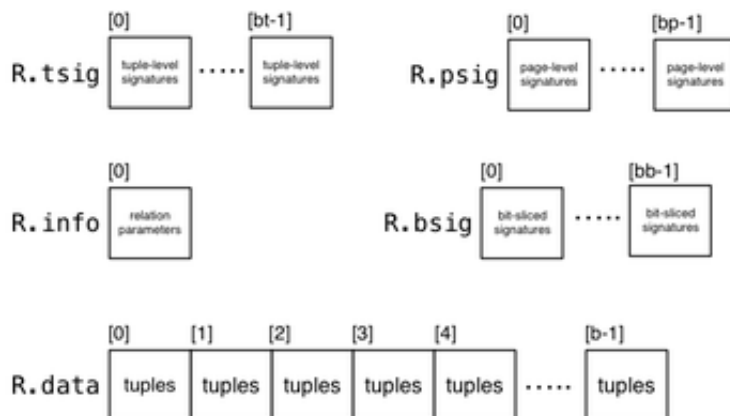 [0] [bt-1]
R.tsig tuple-level signatures ..... tuple-level signatures
[0] [bp-1]
R.psig page-level signatures ..... page-level signatures
[0]
R.info relation parameters
[0] [bb-1]
R.bsig bit-sliced signatures ..... bit-sliced signatures
[0] [1] [2] [3] [4] [b-1]
R.data tuples tuples tuples tuples tuples ..... tuples